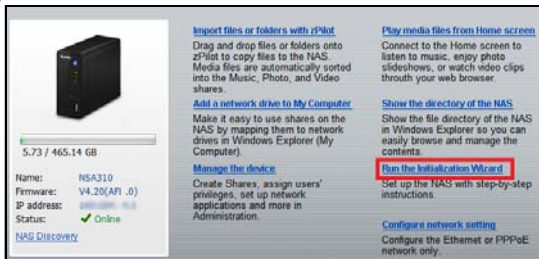 Import files or folders with zPilot
Drag and drop files or folders onto
zPilot to copy files to the NAS.
Media files are automatically sorted
into the Music, Photo, and Video
shares.
Add a network drive to My Computer
Make it easy to use shares on the
NAS by mapping them to network
drives in Windows Explorer (My
Computer).
Manage the device
Create Shares, assign users'
privileges, set up network
applications and more in
Administration.
Play media files from Home screen
Connect to the Home screen to
listen to music, enjoy photo
slideshows, or watch video clips
throuth your web browser.
Show the directory of the NAS
Show the file directory of the NAS
in Windows Explorer so you can
easily browse and manage the
contents.
Run the Initialization Wizard
Set up the NAS with step-by-step
instructions.
Configure network setting
Configure the Ethernet or PPPoE
network only.
5.73 / 465.14 GB
Name: NSA310
Firmware: V4.20(AFI .0)
IP address:
Status: Online
NAS Discovery